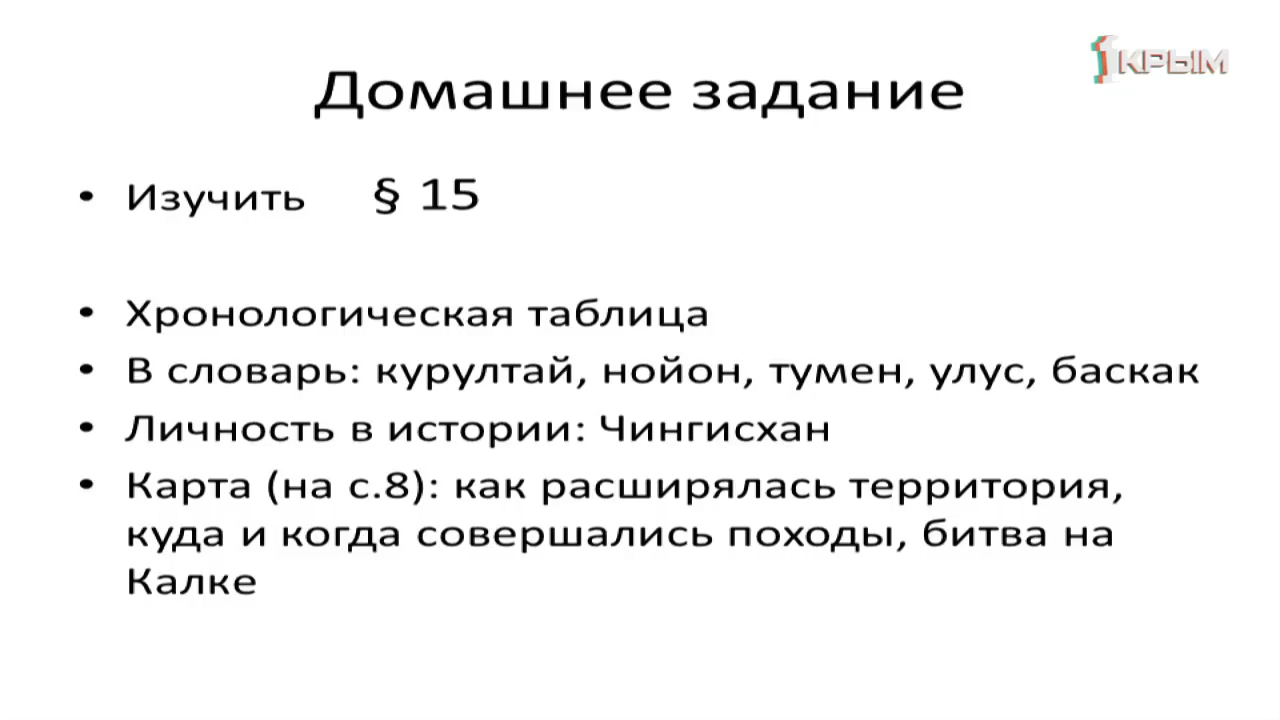 1КРЫМ
Домашнее задание
• Изучить § 15
• Хронологическая таблица
• В словарь: курултай, нойон, тумен, улус, баскак
• Личность в истории: Чингисхан
• Карта (на с.8): как расширялась территория,
куда и когда совершались походы, битва на
Калке